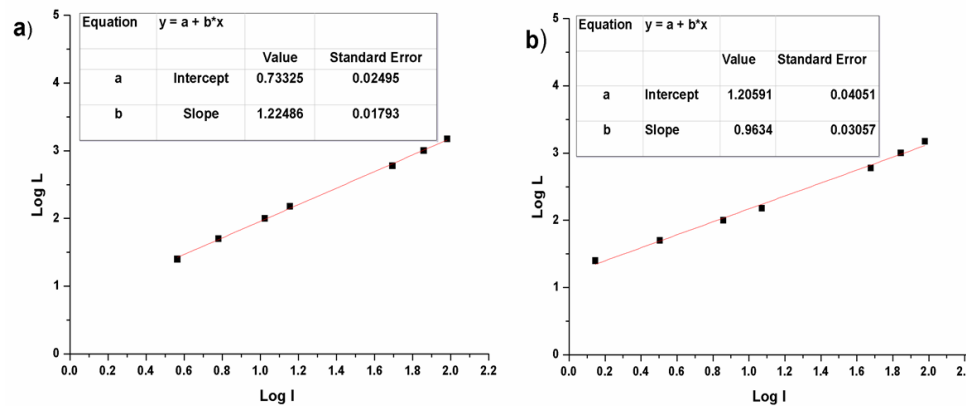 a)
Equation y = a + b*x
Value Standard Error
a Intercept 0.73325 0.02495
b Slope 1.22486 0.01793
5
4
3
2
1
0
Log L
0.0 0.2 0.4 0.6 0.8 1.0 1.2 1.4 1.6 1.8 2.0 2.2
Log I
b)
Equation y = a + b*x
Value Standard Error
a Intercept 1.20591 0.04051
b Slope 0.9634 0.03057
5
4
3
2
1
0
Log L
0.0 0.2 0.4 0.6 0.8 1.0 1.2 1.4 1.6 1.8 2.0 2.
Log I